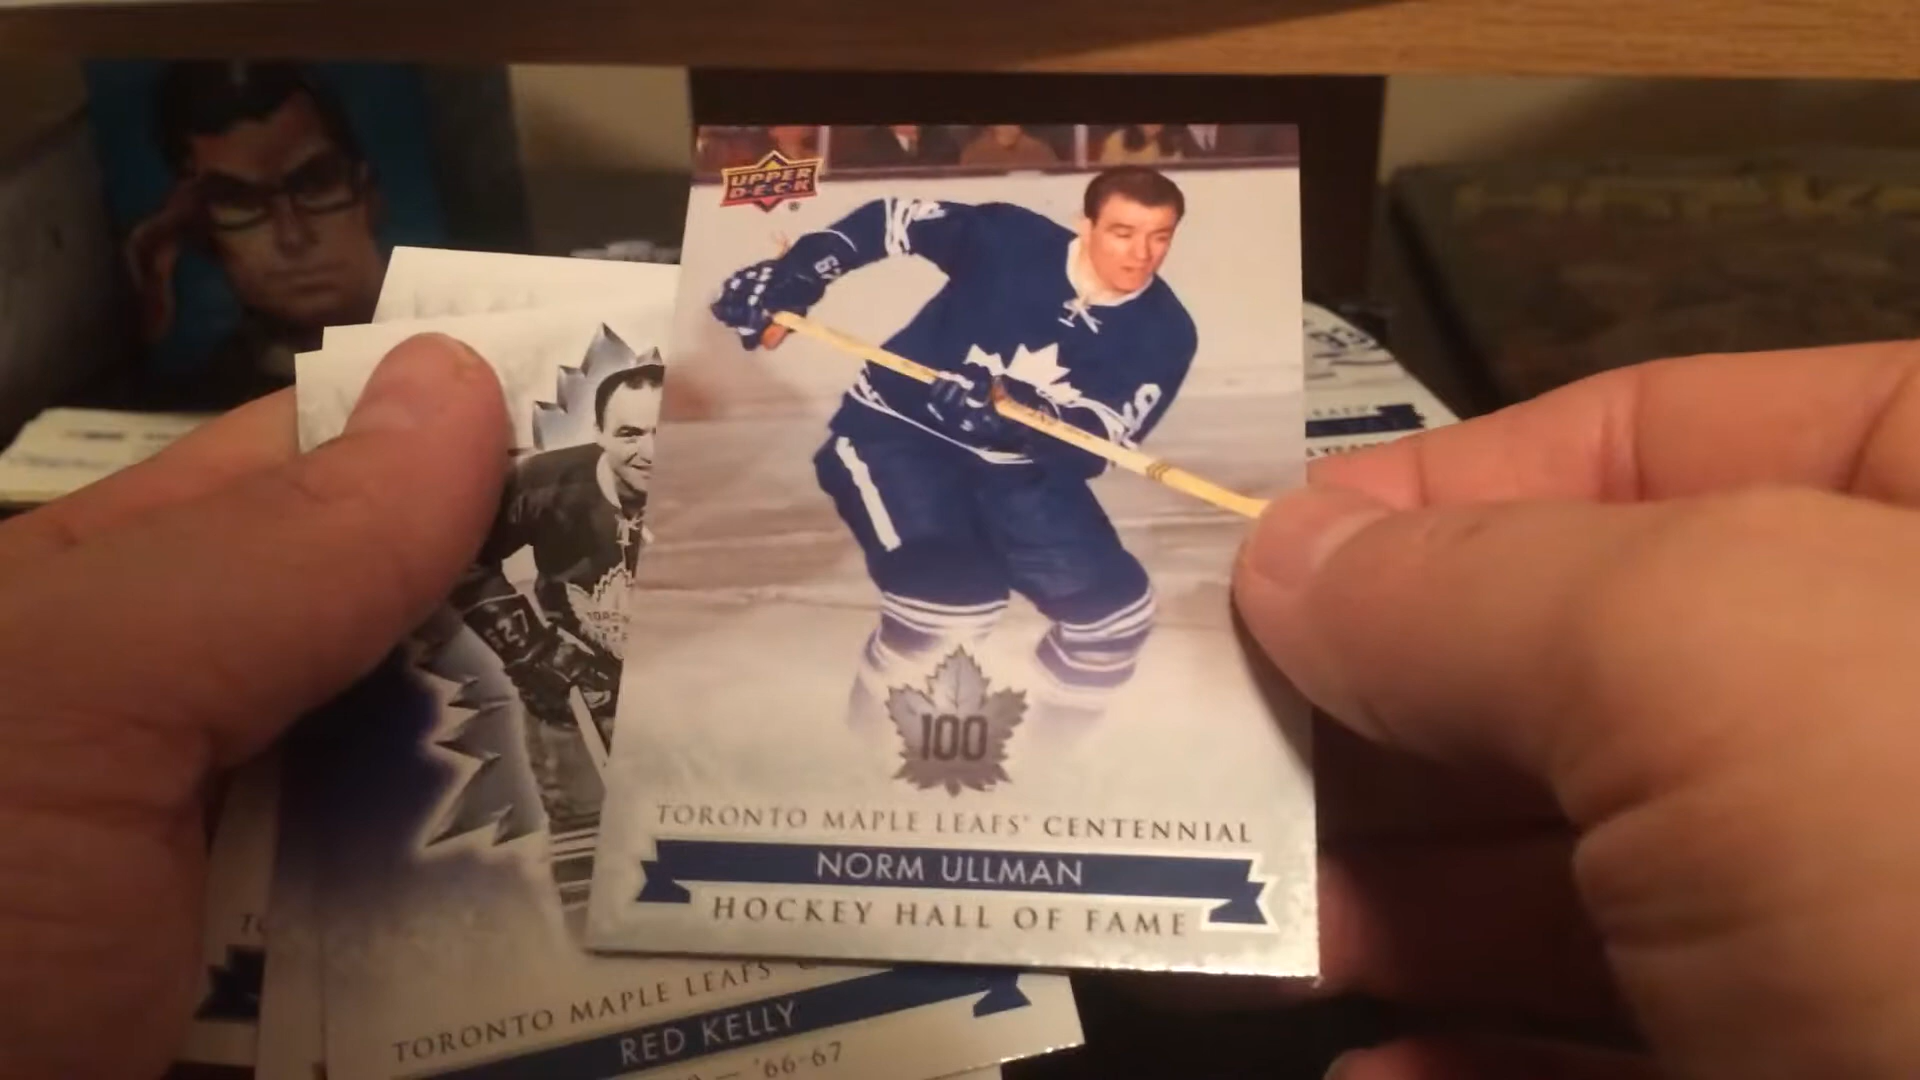 UPPER
DECK
100
TORONTO MAPLE LEAFS' CENTENNIAL
NORM ULLMAN
HOCKEY HALL OF FAME
TORONTO MAPLE LEAFS'
RED KELLY
— '66-67